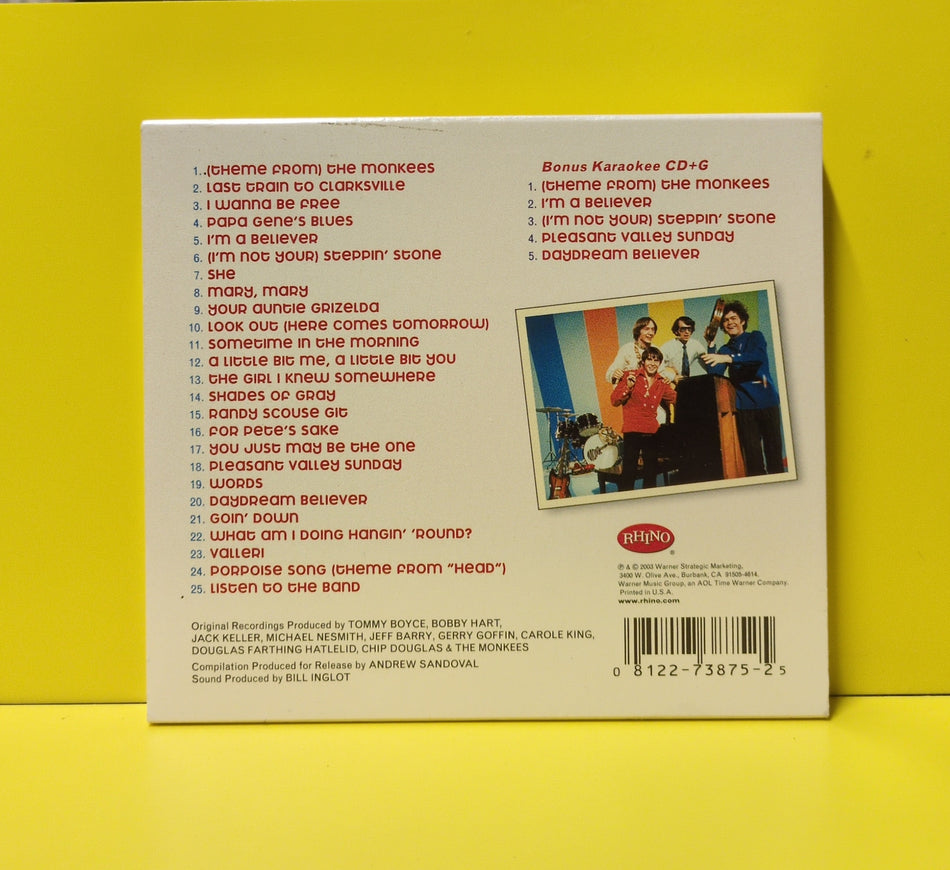 1. (Theme From) The Monkees
2. Last Train to Clarksville
3. I Wanna Be Free
4. Papa Gene's Blues
5. I'm a Believer
6. (I'm Not Your) Steppin' Stone
7. She
8. Mary, Mary
9. Your Auntie Grizelda
10. Look Out (Here Comes Tomorrow)
11. Sometime in the Morning
12. A Little Bit Me, A Little Bit You
13. The Girl I Knew Somewhere
14. Shades of Gray
15. Randy Scouse Git
16. For Pete's Sake
17. You Just May Be the One
18. Pleasant Valley Sunday
19. Words
20. Daydream Believer
21. Goin' Down
22. What Am I Doing Hangin' 'Round?
23. Valleri
24. Porpoise Song (Theme From "Head")
25. Listen to the Band
Original Recordings Produced by TOMMY BOYCE, BOBBY HART,
JACK KELLER, MICHAEL NESMITH, JEFF BARRY, GERRY GOFFIN, CAROLE KING,
DOUGLAS FARTHING HATLELID, CHIP DOUGLAS & THE MONKEES
Compilation Produced for Release by ANDREW SANDOVAL
Sound Produced by BILL INGLOT
Bonus Karaokee CD+G
1. (Theme From) The Monkees
2. I'm a Believer
3. (I'm Not Your) Steppin' Stone
4. Pleasant Valley Sunday
5. Daydream Believer
RHINO
®
℗ & © 2003 Warner Strategic Marketing,
3400 W. Olive Ave., Burbank, CA 91505-4614.
Warner Music Group, an AOL Time Warner Company.
Printed in U.S.A.
www.rhino.com
0 8122-73875-2 5